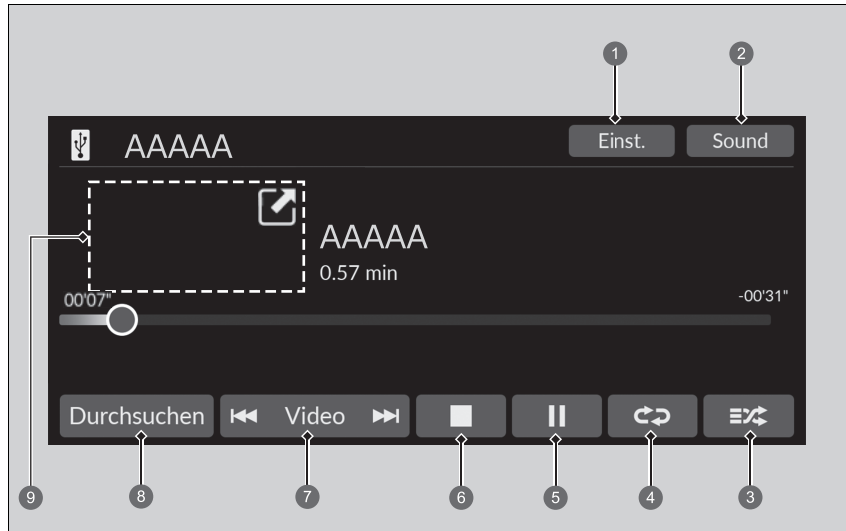 1 2
AAAAA Einst. Sound
AAAAA
9
0.57 min
00'07" -00'31"
Durchsuchen Video
9 8 7 6 5 4 3